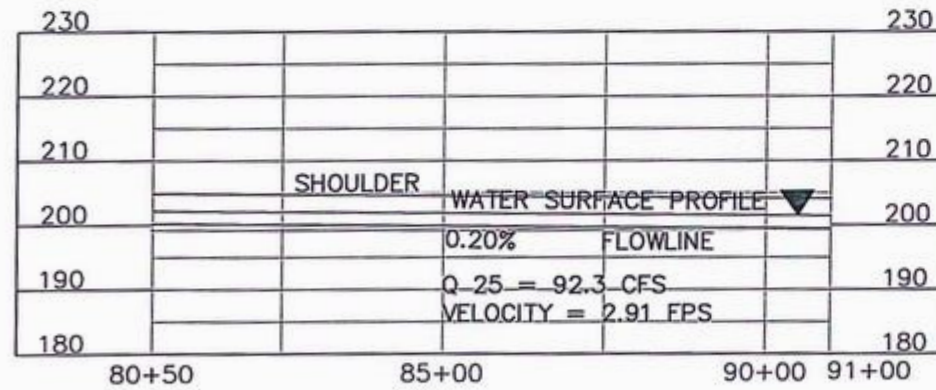 230 230
220 220
210 210
SHOULDER
WATER SURFACE PROFILE
200 200
0.20% FLOWLINE
190 190
Q 25 = 92.3 CFS
VELOCITY = 2.91 FPS
180 180
80+50 85+00 90+00 91+00